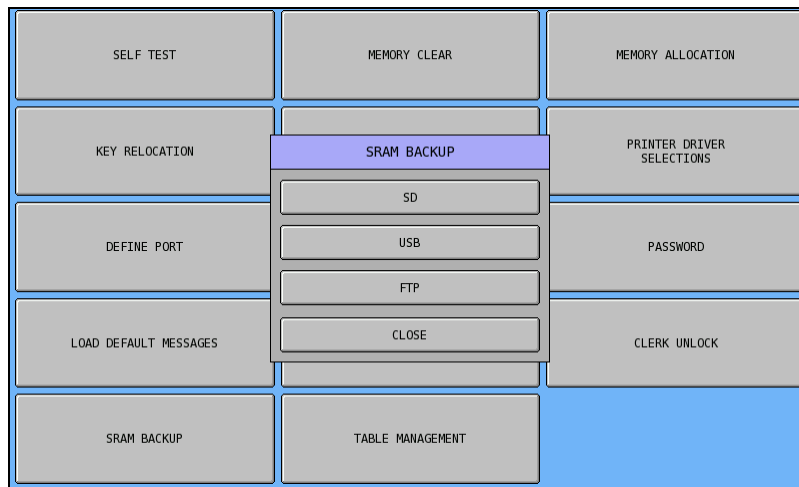 SELF TEST
MEMORY CLEAR
MEMORY ALLOCATION
KEY RELOCATION
PRINTER DRIVER
SELECTIONS
SRAM BACKUP
SD
USB
FTP
CLOSE
DEFINE PORT
PASSWORD
LOAD DEFAULT MESSAGES
CLERK UNLOCK
SRAM BACKUP
TABLE MANAGEMENT